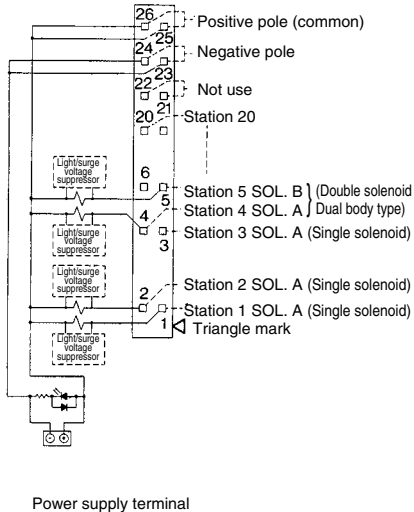 26
Positive pole (common)
25
24
Negative pole
23
22
Not use
21
20
Station 20
Light/surge
voltage
suppressor
6
5
Station 5 SOL. B
(Double solenoid
Station 4 SOL. A
Dual body type)
4
Station 3 SOL. A (Single solenoid)
3
Light/surge
voltage
suppressor
Light/surge
voltage
suppressor
Station 2 SOL. A (Single solenoid)
2
Station 1 SOL. A (Single solenoid)
1
Triangle mark
Light/surge
voltage
suppressor
Power supply terminal